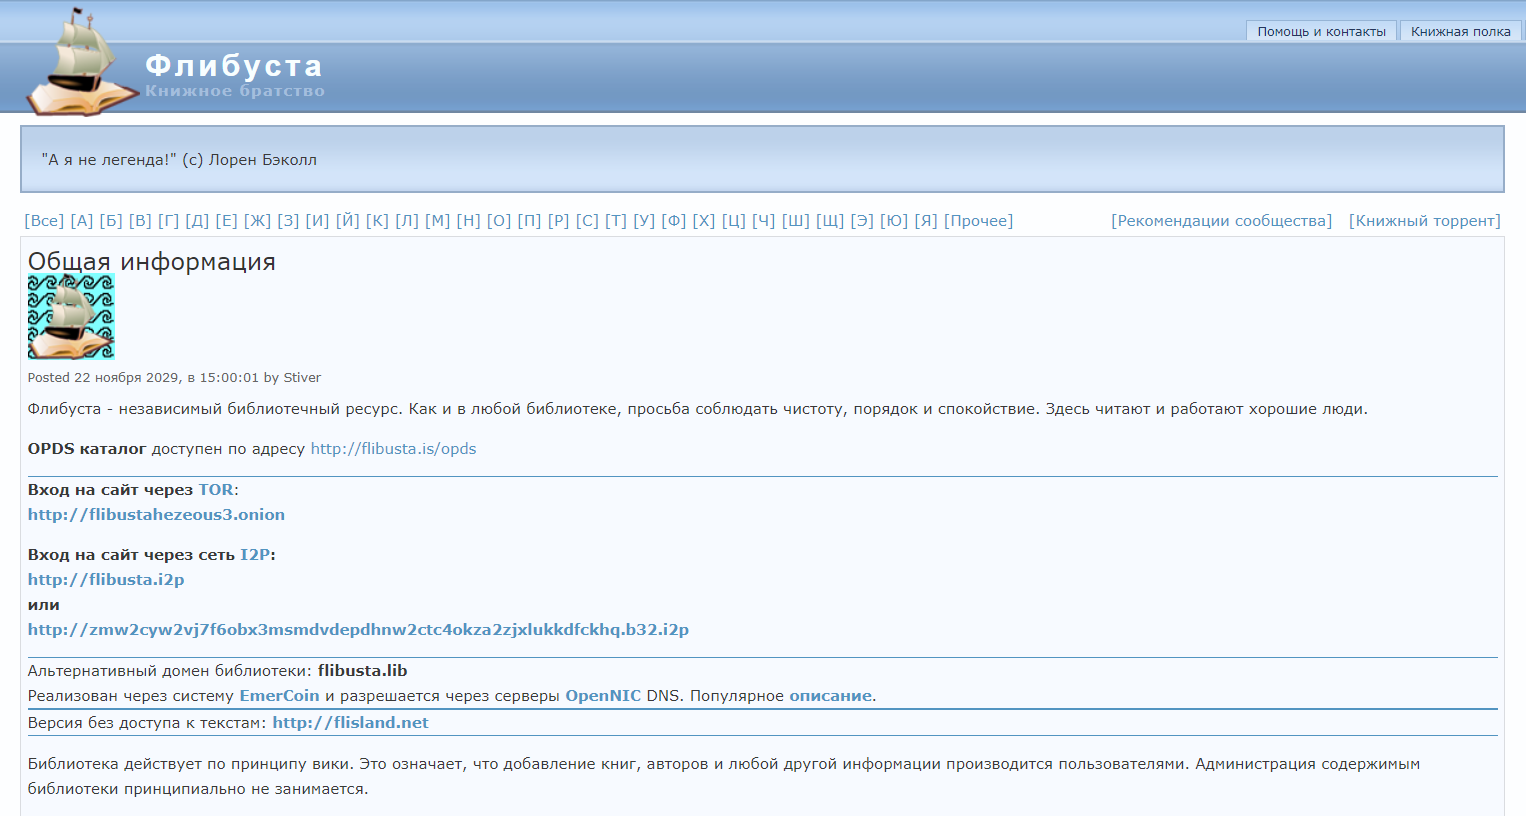 Помощь и контакты Книжная полка
Флибуста
Книжное братство
"А я не легенда!" (с) Лорен Бэколл
[Все] [А] [Б] [В] [Г] [Д] [Е] [Ж] [З] [И] [Й] [К] [Л] [М] [Н] [О] [П] [Р] [С] [Т] [У] [Ф] [Х] [Ц] [Ч] [Ш] [Щ] [Э] [Ю] [Я] [Прочее] [Рекомендации сообщества] [Книжный торрент]
Общая информация
Posted 22 ноября 2029, в 15:00:01 by Stiver
Флибуста - независимый библиотечный ресурс. Как и в любой библиотеке, просьба соблюдать чистоту, порядок и спокойствие. Здесь читают и работают хорошие люди.
OPDS каталог доступен по адресу http://flibusta.is/opds
Вход на сайт через TOR:
http://flibustahezeous3.onion
Вход на сайт через сеть I2P:
http://flibusta.i2p
или
http://zmw2cyw2vj7f6obx3msmdvdepdhnw2ctc4okza2zjxlukkdfckhq.b32.i2p
Альтернативный домен библиотеки: flibusta.lib
Реализован через систему EmerCoin и разрешается через серверы OpenNIC DNS. Популярное описание.
Версия без доступа к текстам: http://flisland.net
Библиотека действует по принципу вики. Это означает, что добавление книг, авторов и любой другой информации производится пользователями. Администрация содержимым
библиотеки принципиально не занимается.